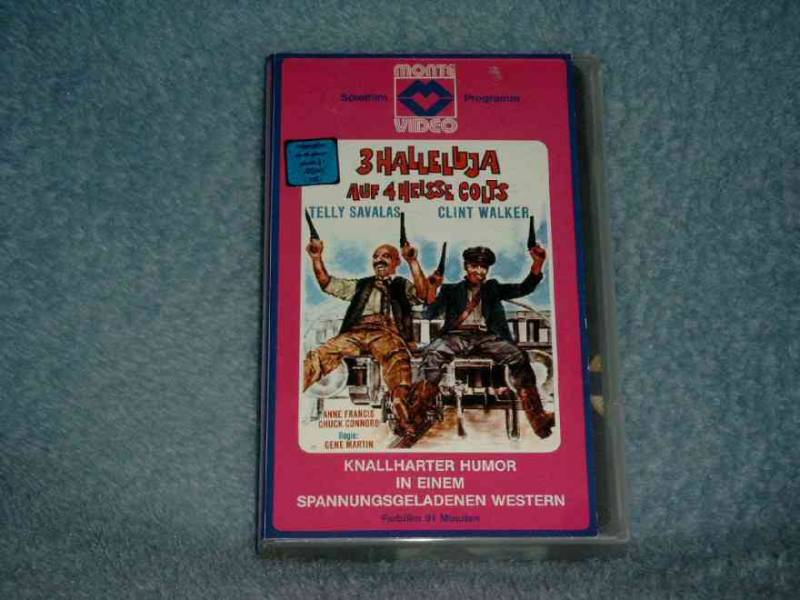 MONTE
Spielfilm Programm
VIDEO
3 HALLELUJA
AUF 4 HEISSE COLTS
TELLY SAVALAS CLINT WALKER
ANNE FRANCIS
CHUCK CONNORS
Regie:
GENE MARTIN
KNALLHARTER HUMOR
IN EINEM
SPANNUNGSGELADENEN WESTERN
Farbfilm 91 Minuten